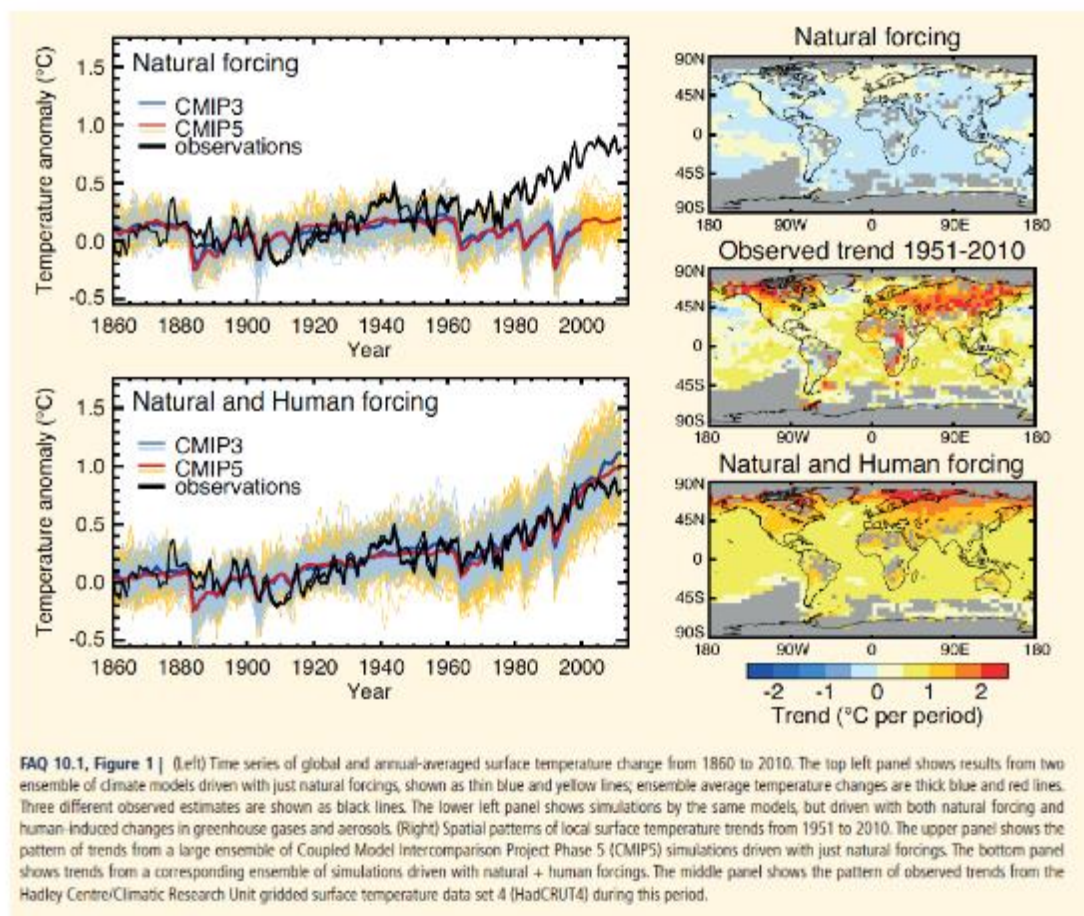 Natural forcing
Temperature anomaly (°C)
1.5
1.0
0.5
0.0
-0.5
CMIP3
CMIP5
observations
1860 1880 1900 1920 1940 1960 1980 2000
Year
Natural and Human forcing
Temperature anomaly (°C)
1.5
1.0
0.5
0.0
-0.5
CMIP3
CMIP5
observations
1860 1880 1900 1920 1940 1960 1980 2000
Year
Natural forcing
90N
45N
0
45S
90S
180 90W 0 90E 180
Observed trend 1951-2010
90N
45N
0
45S
90S
180 90W 0 90E 180
Natural and Human forcing
90N
45N
0
45S
90S
180 90W 0 90E 180
-2 -1 0 1 2
Trend (°C per period)
FAQ 10.1, Figure 1 | (Left) Time series of global and annual-averaged surface temperature change from 1860 to 2010. The top left panel shows results from two
ensemble of climate models driven with just natural forcings, shown as thin blue and yellow lines; ensemble average temperature changes are thick blue and red lines.
Three different observed estimates are shown as black lines. The lower left panel shows simulations by the same models, but driven with both natural forcing and
human-induced changes in greenhouse gases and aerosols. (Right) Spatial patterns of local surface temperature trends from 1951 to 2010. The upper panel shows the
pattern of trends from a large ensemble of Coupled Model Intercomparison Project Phase 5 (CMIP5) simulations driven with just natural forcings. The bottom panel
shows trends from a corresponding ensemble of simulations driven with natural + human forcings. The middle panel shows the pattern of observed trends from the
Hadley Centre/Climatic Research Unit gridded surface temperature data set 4 (HadCRUT4) during this period.